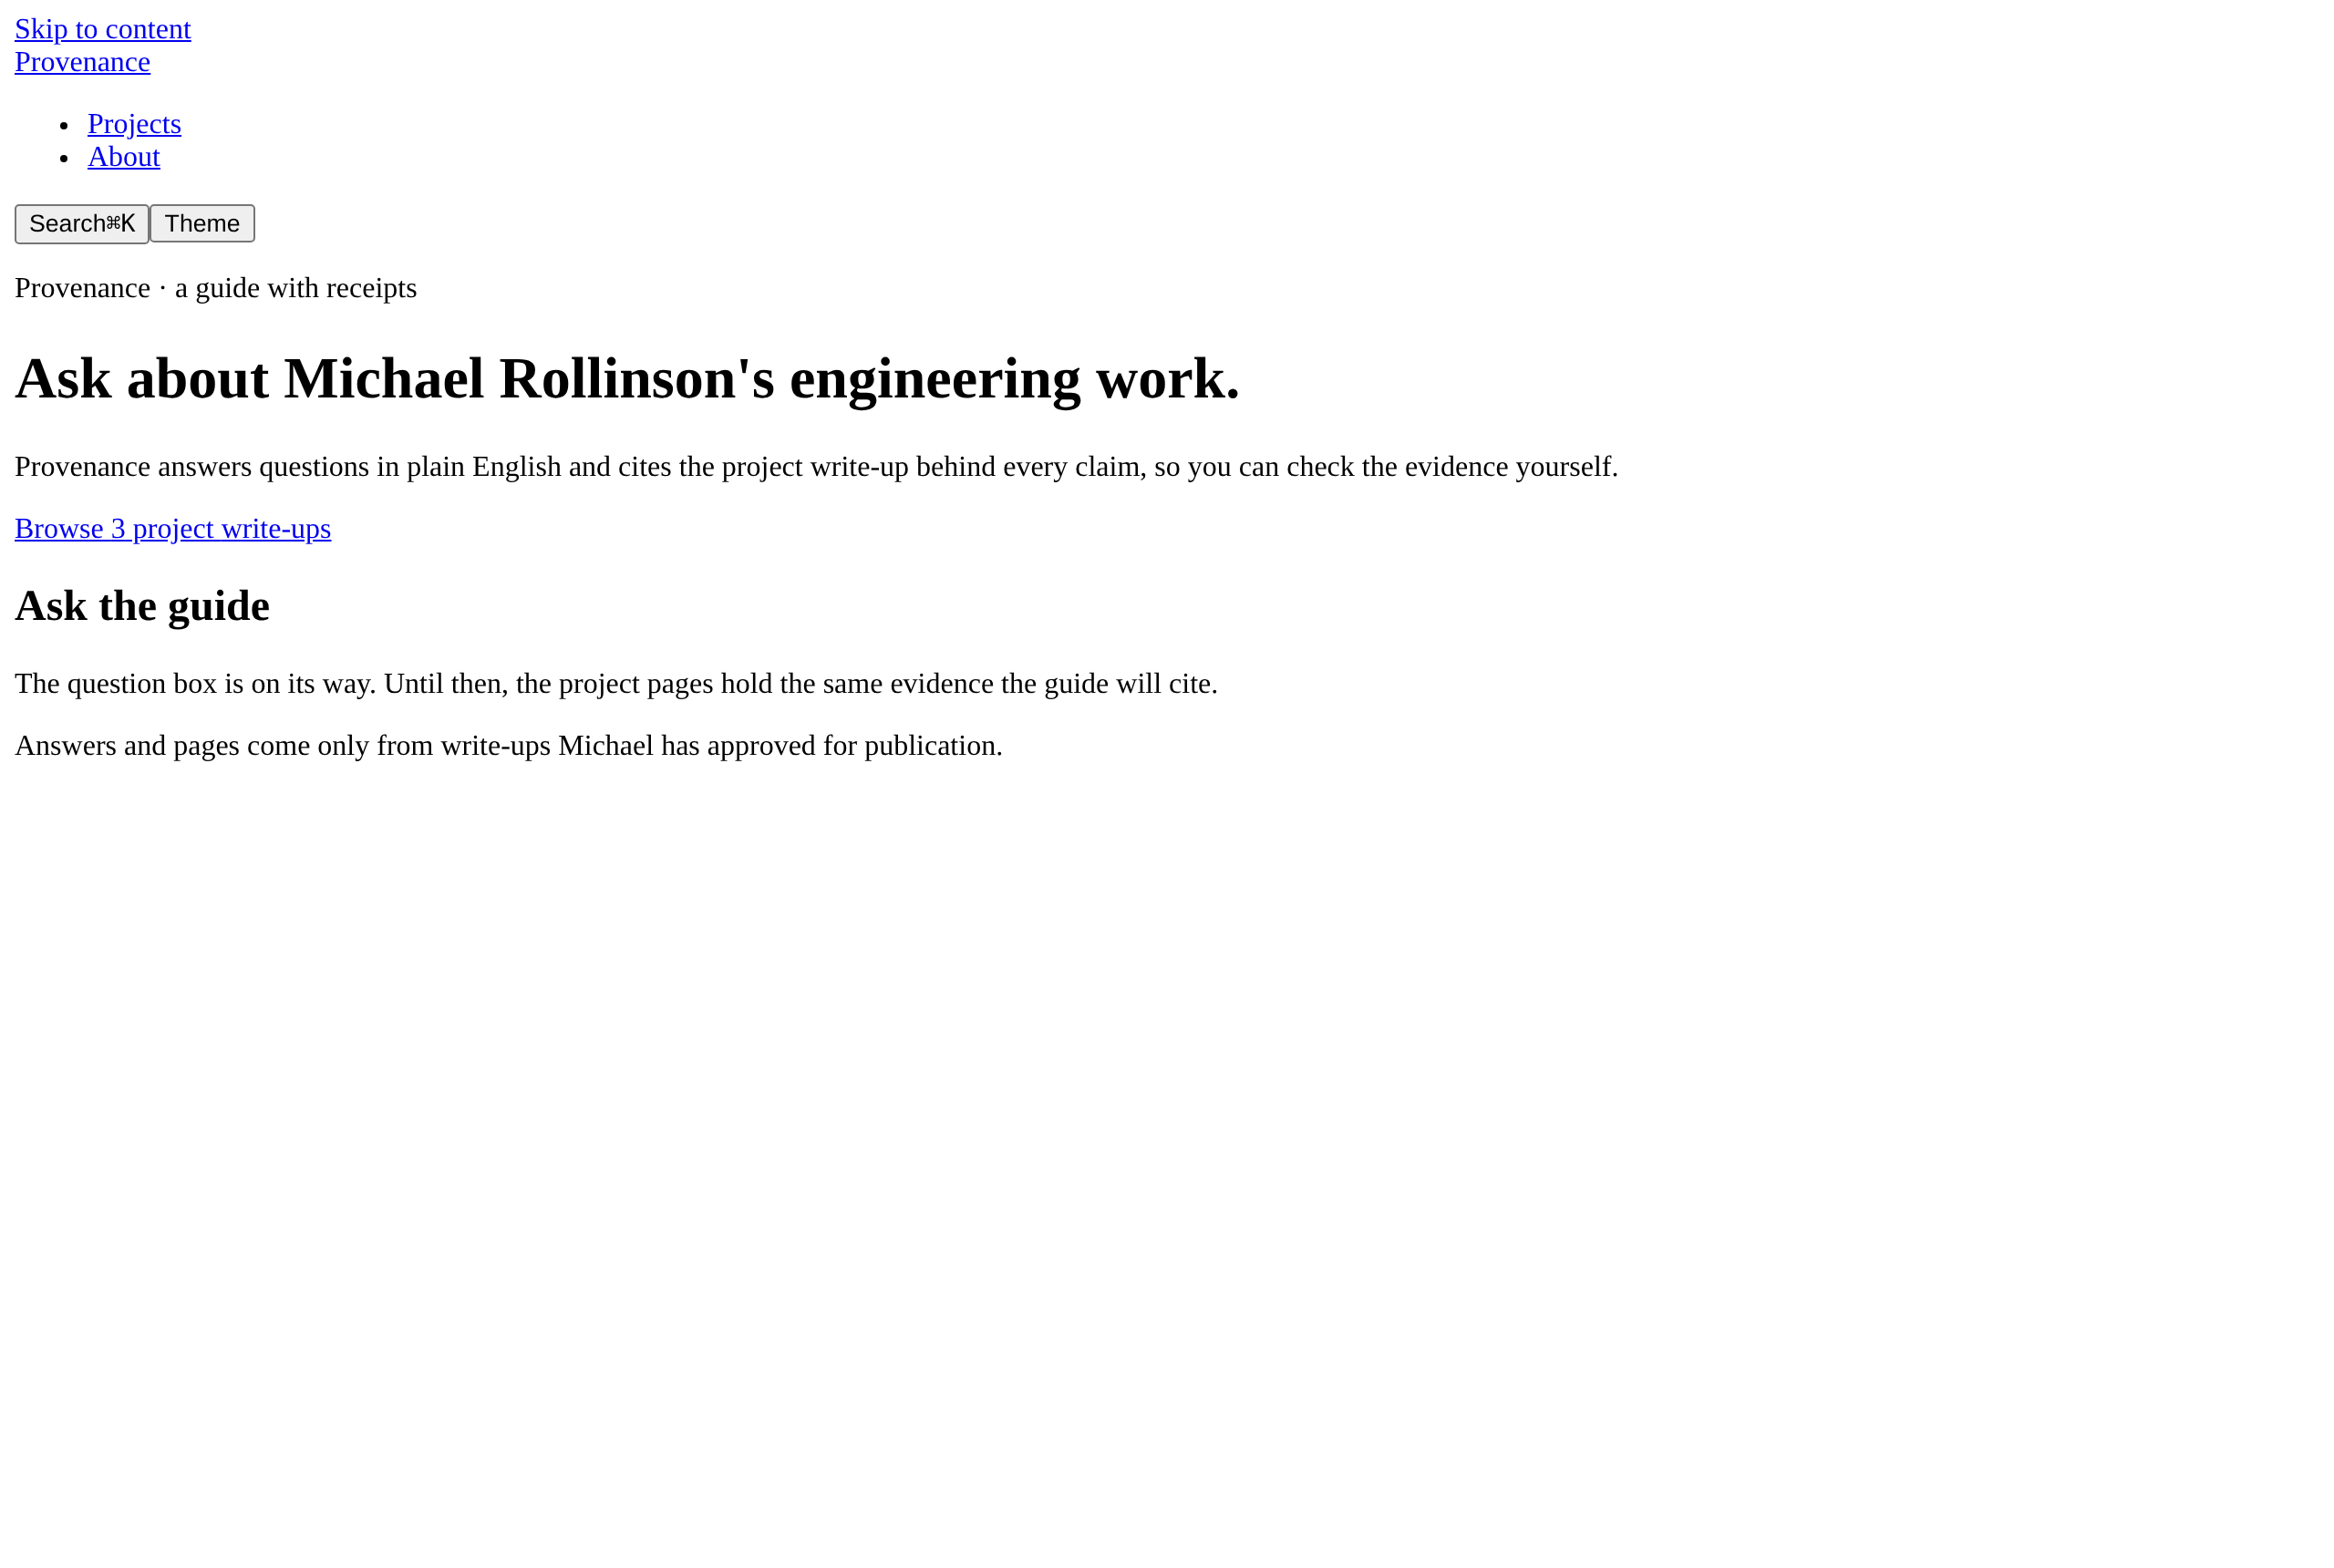 Skip to content
Provenance
Projects
About
Search⌘K Theme
Provenance · a guide with receipts
Ask about Michael Rollinson's engineering work.
Provenance answers questions in plain English and cites the project write-up behind every claim, so you can check the evidence yourself.
Browse 3 project write-ups
Ask the guide
The question box is on its way. Until then, the project pages hold the same evidence the guide will cite.
Answers and pages come only from write-ups Michael has approved for publication.